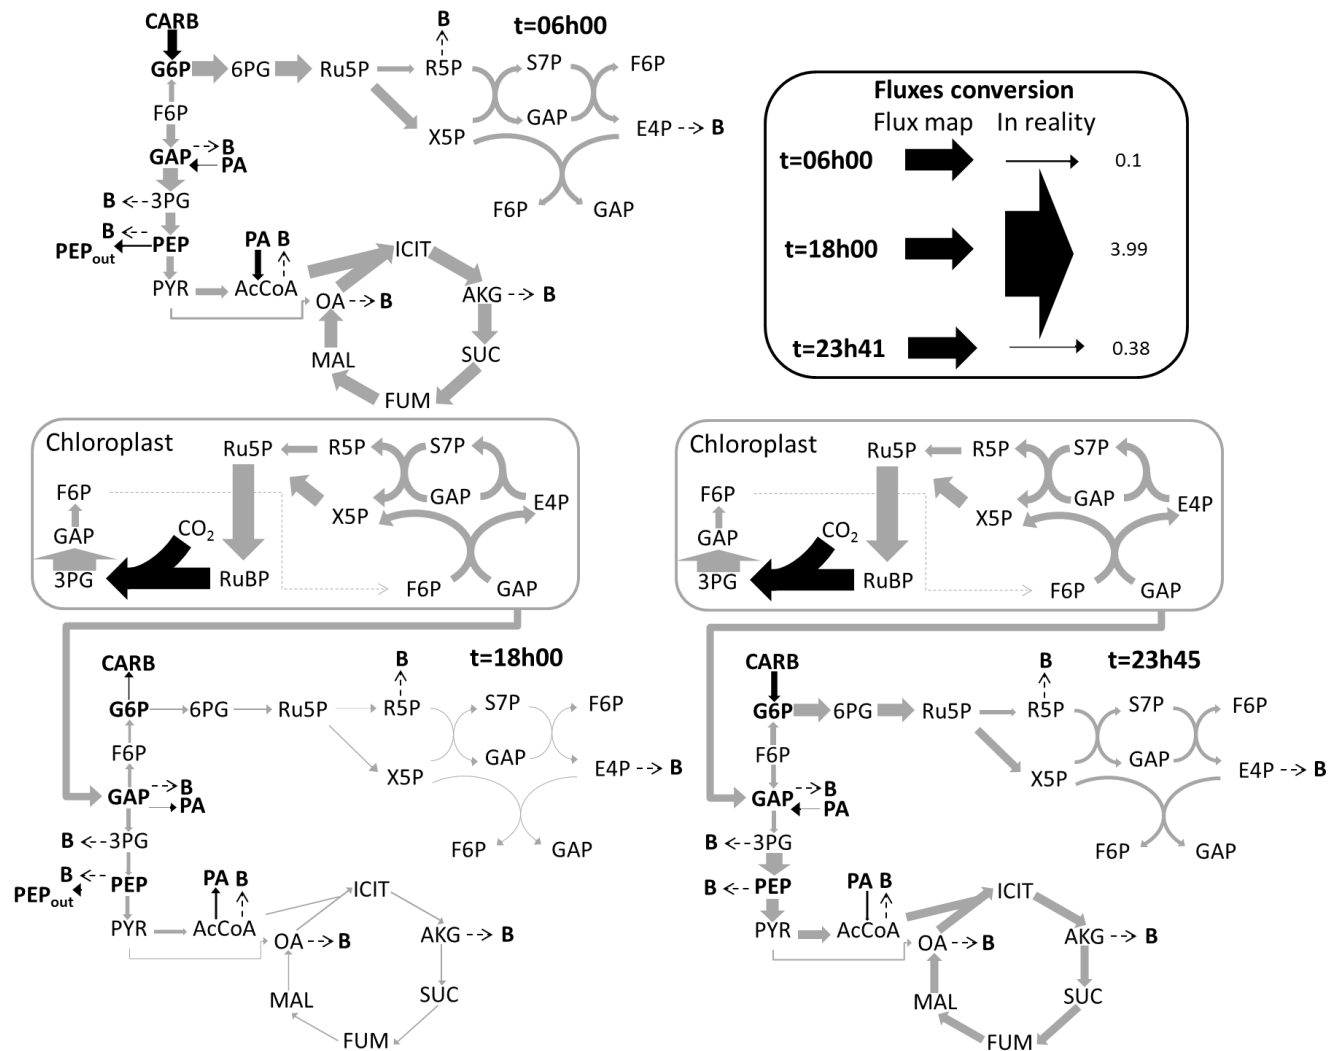 CARB
B
t=06h00
G6P 6PG Ru5P R5P S7P F6P
F6P GAP E4P B
X5P
GAP B
PA
B 3PG F6P GAP
B
PEP PA B ICIT
PEPout
PYR AcCoA OA B AKG B
MAL SUC
FUM
Fluxes conversion
Flux map In reality
t=06h00 0.1
t=18h00 3.99
t=23h41 0.38
Chloroplast
Ru5P R5P S7P
F6P GAP E4P
X5P
GAP CO2
3PG RuBP F6P GAP
CARB
B
t=18h00
G6P 6PG Ru5P R5P S7P F6P
F6P GAP E4P B
X5P
GAP B
PA
B 3PG F6P GAP
B
PEP PA B ICIT
PEPout
PYR AcCoA OA B AKG B
MAL SUC
FUM
Chloroplast
Ru5P R5P S7P
F6P GAP E4P
X5P
GAP CO2
3PG RuBP F6P GAP
CARB
B
t=23h45
G6P 6PG Ru5P R5P S7P F6P
F6P GAP E4P B
X5P
GAP B
PA
B 3PG F6P GAP
B PEP PA B ICIT
PYR AcCoA OA B AKG B
MAL SUC
FUM